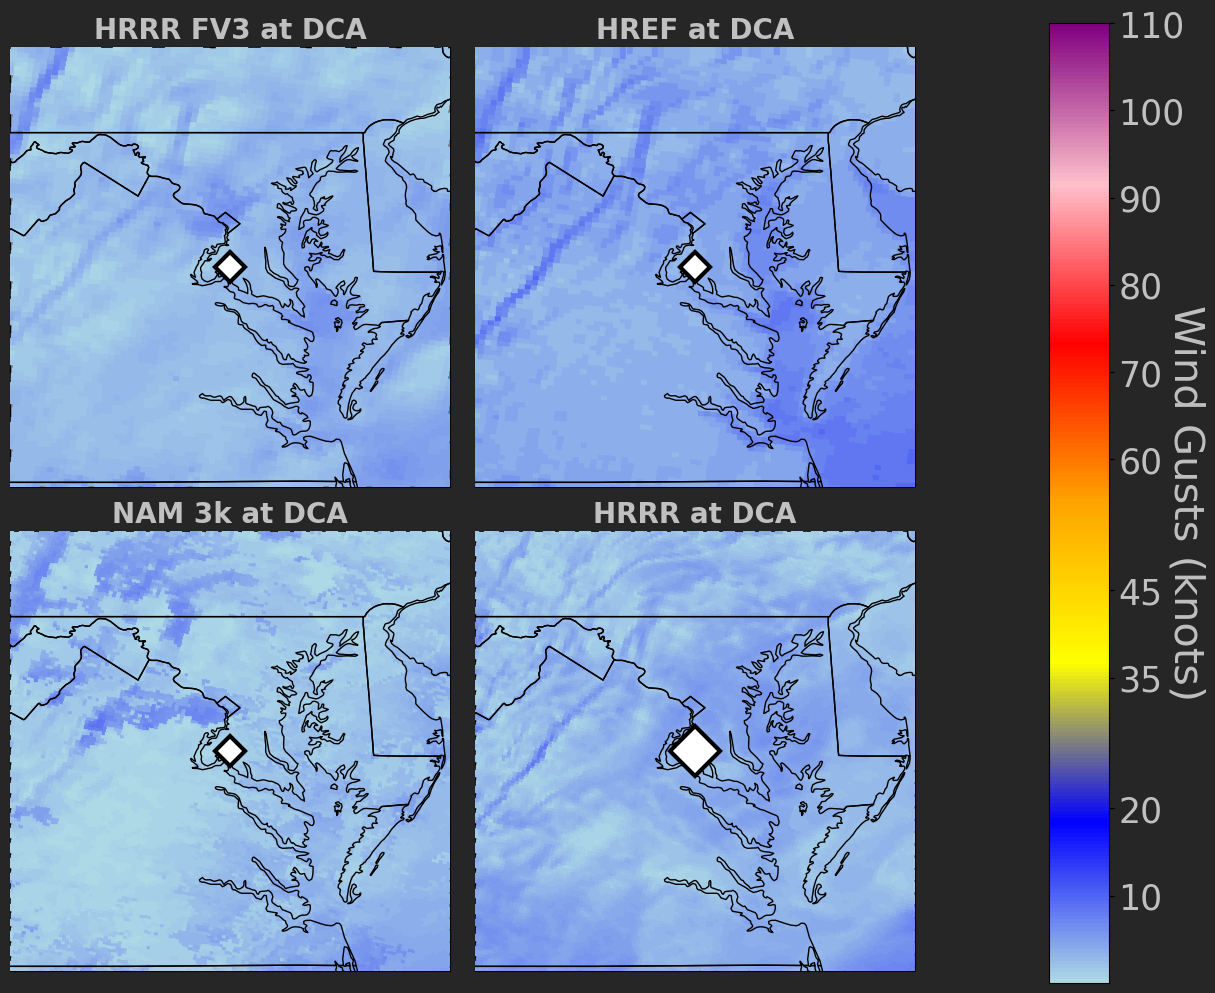 HRRR FV3 at DCA
HREF at DCA
NAM 3k at DCA
HRRR at DCA
110
100
90
80
70
60
45
35
20
10
Wind Gusts (knots)